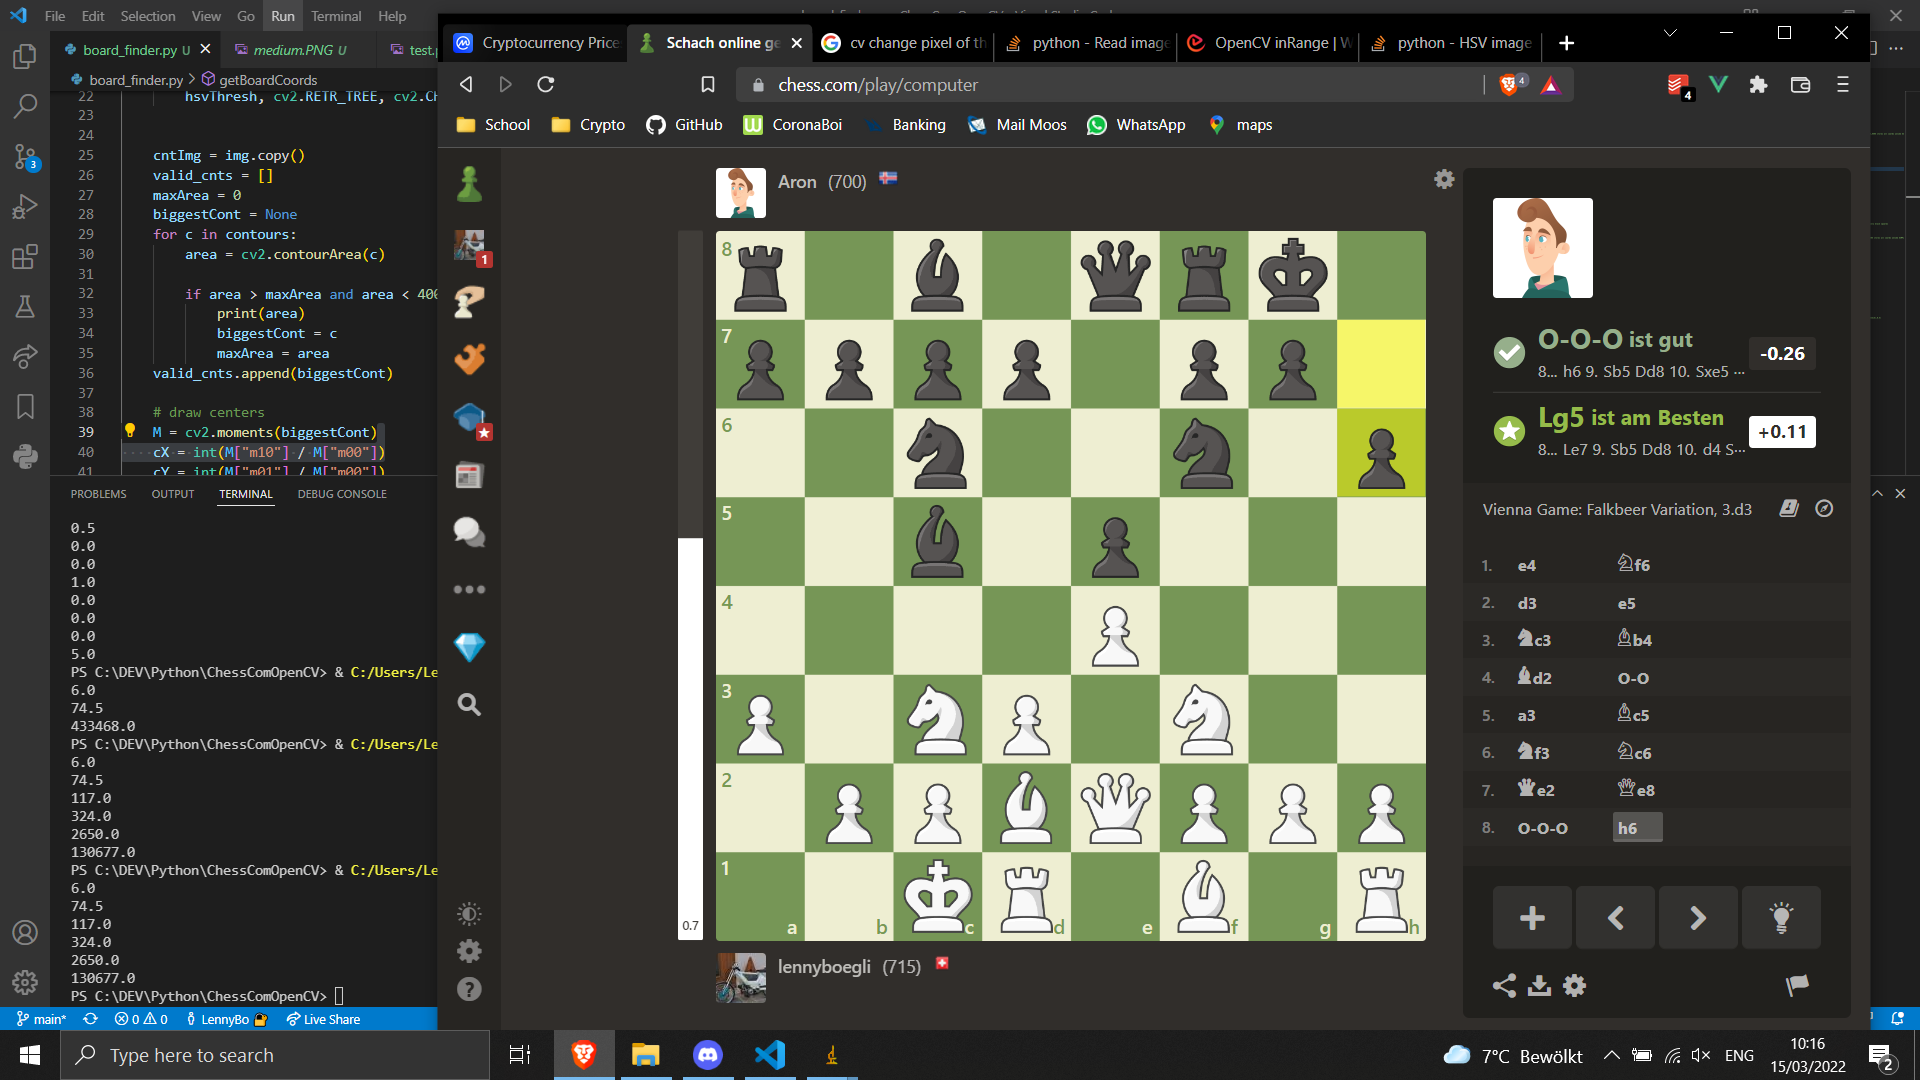 File Edit Selection View Go Run Terminal Help
board_finder.py U
medium.PNG U
test.p
board_finder.py > getBoardCoords
22 hsvThresh, cv2.RETR_TREE, cv2.CH
23
24
25 cntImg = img.copy()
26 valid_cnts = []
27 maxArea = 0
28 biggestCont = None
29 for c in contours:
30 area = cv2.contourArea(c)
31
32 if area > maxArea and area < 400
33 print(area)
34 biggestCont = c
35 maxArea = area
36 valid_cnts.append(biggestCont)
37
38 # draw centers
39 M = cv2.moments(biggestCont)
40 cX = int(M["m10"] / M["m00"])
41 cY = int(M["m01"] / M["m00"])
3
PROBLEMS OUTPUT TERMINAL DEBUG CONSOLE
0.5
0.0
0.0
1.0
0.0
0.0
0.0
5.0
PS C:\DEV\Python\ChessComOpenCV> & C:/Users/Le
6.0
74.5
433468.0
PS C:\DEV\Python\ChessComOpenCV> & C:/Users/Le
6.0
74.5
117.0
324.0
2650.0
130677.0
PS C:\DEV\Python\ChessComOpenCV> & C:/Users/Le
6.0
74.5
117.0
324.0
2650.0
130677.0
PS C:\DEV\Python\ChessComOpenCV>
main* 0 0 LennyBo Live Share
Cryptocurrency Price
Schach online ge
cv change pixel of th
python - Read image
OpenCV inRange | W
python - HSV image
chess.com/play/computer
4
4
School Crypto GitHub CoronaBoi Banking Mail Moos WhatsApp maps
1
Aron (700)
8
7
6
5
4
3
2
1
a b c d e f g h
0.7
lennyboegli (715)
O-O-O ist gut
-0.26
8... h6 9. Sb5 Dd8 10. Sxe5 ...
Lg5 ist am Besten
+0.11
8... Le7 9. Sb5 Dd8 10. d4 S...
Vienna Game: Falkbeer Variation, 3.d3
1. e4 ♘f6
2. d3 e5
3. ♞c3 ♗b4
4. ♝d2 O-O
5. a3 ♗c5
6. ♞f3 ♘c6
7. ♛e2 ♕e8
8. O-O-O h6
Type here to search
7°C Bewölkt
ENG
10:16
15/03/2022
2